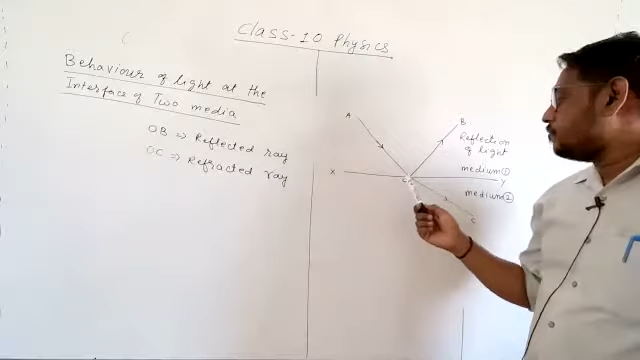 Class-10 Physics
Behaviour of light at the
Interface of Two media
OB ⇒ Reflected ray
OC ⇒ Refracted ray
A
B
Reflection
of light
X
medium ①
Y
medium ②
C